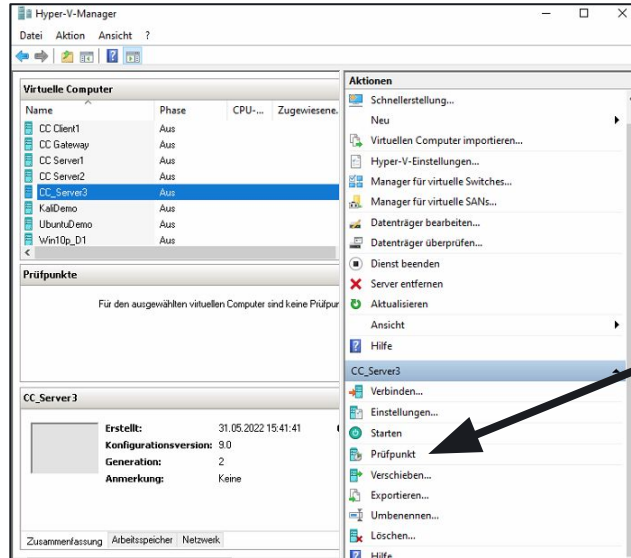 Hyper-V-Manager
Datei Aktion Ansicht ?
Virtuelle Computer
Name Phase CPU-... Zugewiesene.
CC Client1 Aus
CC Gateway Aus
CC Server1 Aus
CC Server2 Aus
CC_Server3 Aus
KaliDemo Aus
UbuntuDemo Aus
Win10p_D1 Aus
Prüfpunkte
Für den ausgewählten virtuellen Computer sind keine Prüfpur
CC_Server3
Erstellt: 31.05.2022 15:41:41
Konfigurationsversion: 9.0
Generation: 2
Anmerkung: Keine
Zusammenfassung Arbeitsspeicher Netzwerk
Aktionen
Schnellerstellung...
Neu
Virtuellen Computer importieren...
Hyper-V-Einstellungen...
Manager für virtuelle Switches...
Manager für virtuelle SANs...
Datenträger bearbeiten...
Datenträger überprüfen...
Dienst beenden
Server entfernen
Aktualisieren
Ansicht
Hilfe
CC_Server3
Verbinden...
Einstellungen...
Starten
Prüfpunkt
Verschieben...
Exportieren...
Umbenennen...
Löschen...
Hilfe